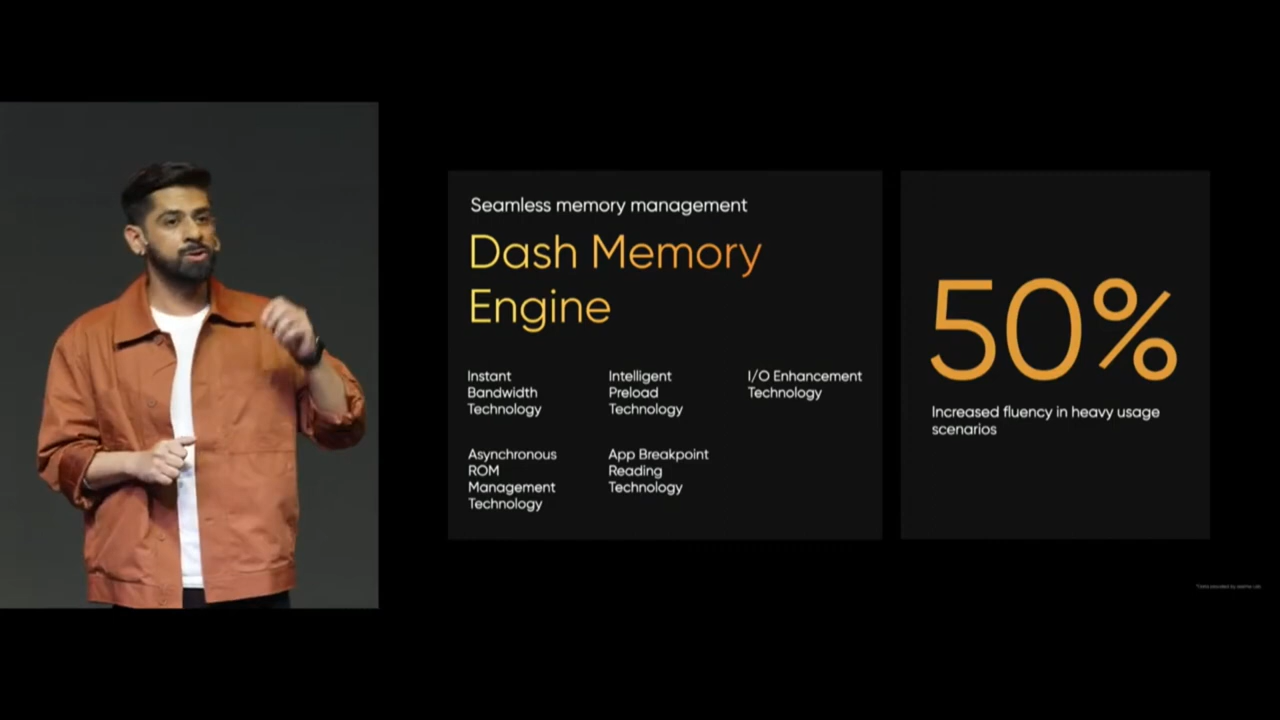 Seamless memory management
Dash Memory
Engine
Instant
Bandwidth
Technology
Intelligent
Preload
Technology
I/O Enhancement
Technology
Asynchronous
ROM
Management
Technology
App Breakpoint
Reading
Technology
50%
Increased fluency in heavy usage
scenarios